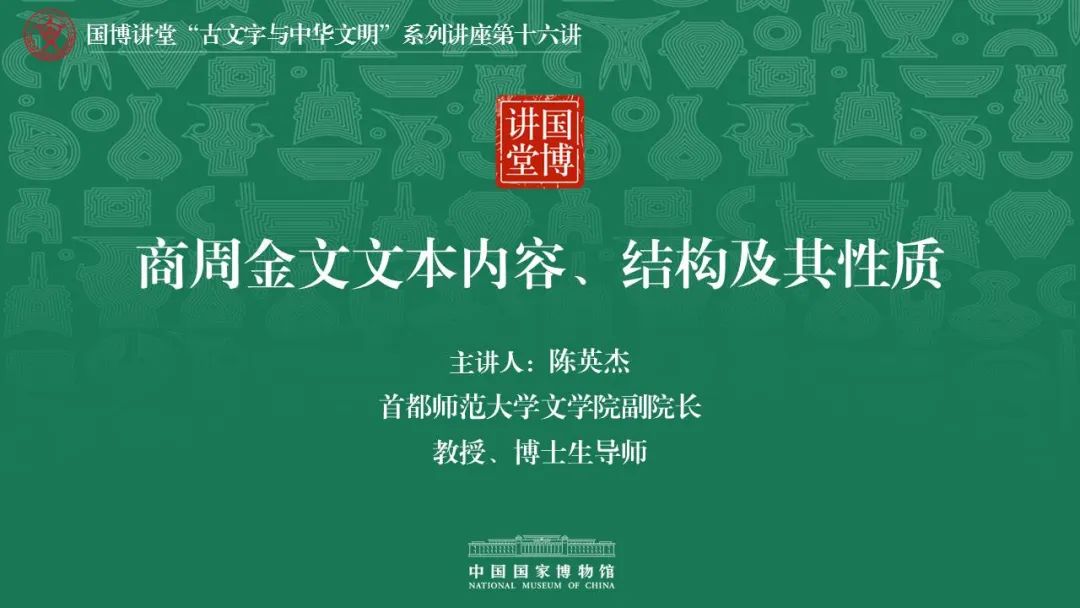 国博讲堂“古文字与中华文明”系列讲座第十六讲
国博
讲堂
商周金文文本内容、结构及其性质
主讲人：陈英杰
首都师范大学文学院副院长
教授、博士生导师
中国国家博物馆
NATIONAL MUSEUM OF CHINA